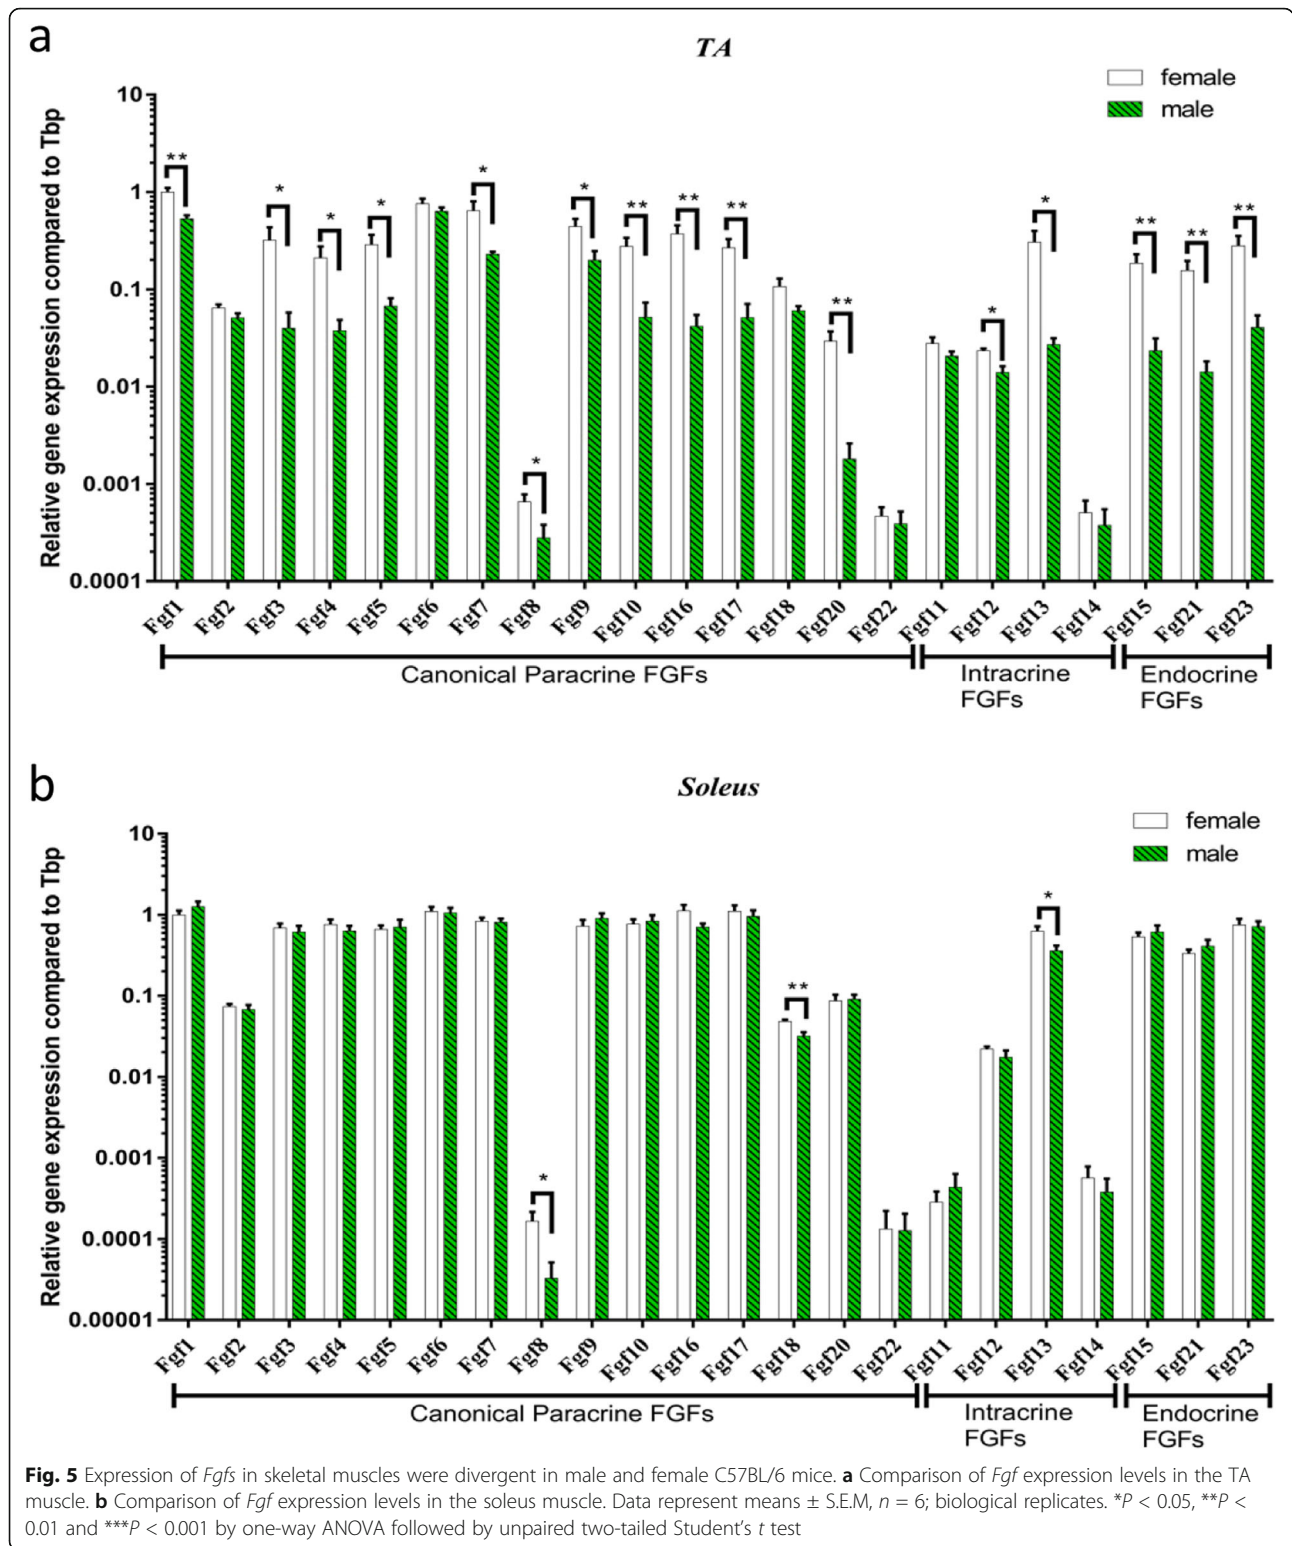 a
TA
female
male
Relative gene expression compared to Tbp
10
1
0.1
0.01
0.001
0.0001
** * * * * * * ** ** ** ** * * ** ** **
Fgf1 Fgf2 Fgf3 Fgf4 Fgf5 Fgf6 Fgf7 Fgf8 Fgf9 Fgf10 Fgf16 Fgf17 Fgf18 Fgf20 Fgf22 Fgf11 Fgf12 Fgf13 Fgf14 Fgf15 Fgf21 Fgf23
Canonical Paracrine FGFs
Intracrine
FGFs
Endocrine
FGFs
b
Soleus
female
male
Relative gene expression compared to Tbp
10
1
0.1
0.01
0.001
0.0001
0.00001
* ** *
Fgf1 Fgf2 Fgf3 Fgf4 Fgf5 Fgf6 Fgf7 Fgf8 Fgf9 Fgf10 Fgf16 Fgf17 Fgf18 Fgf20 Fgf22 Fgf11 Fgf12 Fgf13 Fgf14 Fgf15 Fgf21 Fgf23
Canonical Paracrine FGFs
Intracrine
FGFs
Endocrine
FGFs
Fig. 5 Expression of Fgfs in skeletal muscles were divergent in male and female C57BL/6 mice. a Comparison of Fgf expression levels in the TA
muscle. b Comparison of Fgf expression levels in the soleus muscle. Data represent means ± S.E.M, n = 6; biological replicates. *P < 0.05, **P <
0.01 and ***P < 0.001 by one-way ANOVA followed by unpaired two-tailed Student's t test